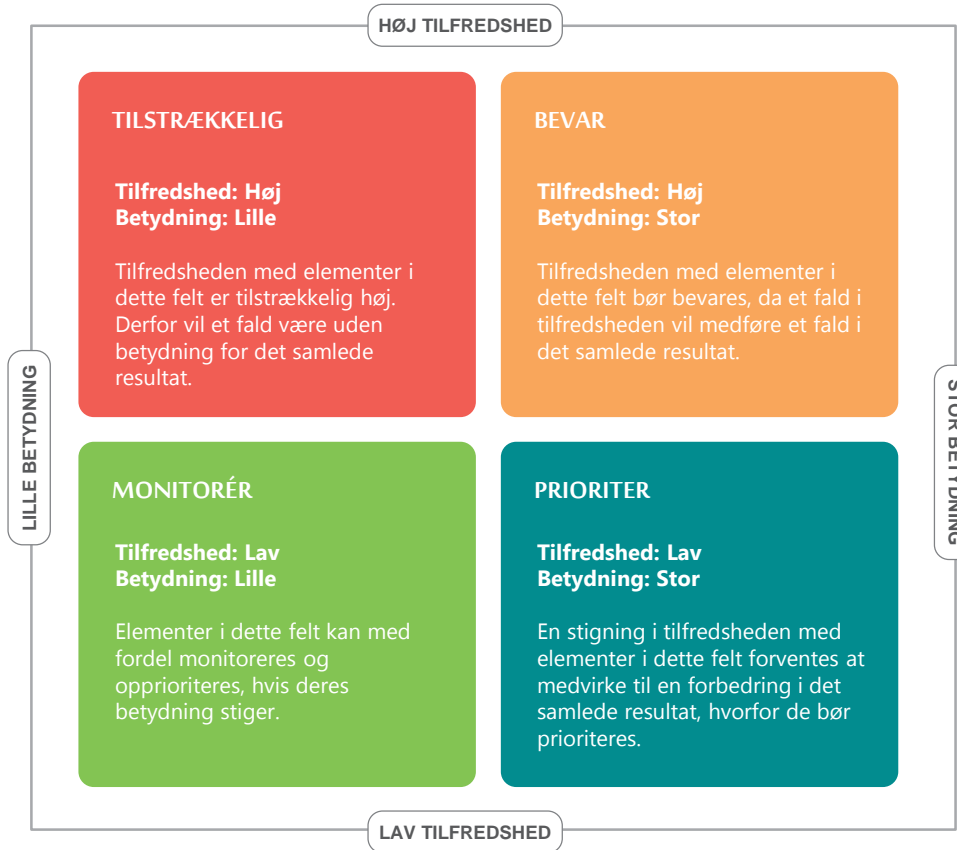 HØJ TILFREDSHED
TILSTRÆKKELIG
Tilfredshed: Høj
Betydning: Lille
Tilfredsheden med elementer i
dette felt er tilstrækkelig høj.
Derfor vil et fald være uden
betydning for det samlede
resultat.
BEVAR
Tilfredshed: Høj
Betydning: Stor
Tilfredsheden med elementer i
dette felt bør bevares, da et fald i
tilfredsheden vil medføre et fald i
det samlede resultat.
LILLE BETYDNING
STOR BETYDNING
MONITORÉR
Tilfredshed: Lav
Betydning: Lille
Elementer i dette felt kan med
fordel monitoreres og
opprioriteres, hvis deres
betydning stiger.
PRIORITER
Tilfredshed: Lav
Betydning: Stor
En stigning i tilfredsheden med
elementer i dette felt forventes at
medvirke til en forbedring i det
samlede resultat, hvorfor de bør
prioriteres.
LAV TILFREDSHED